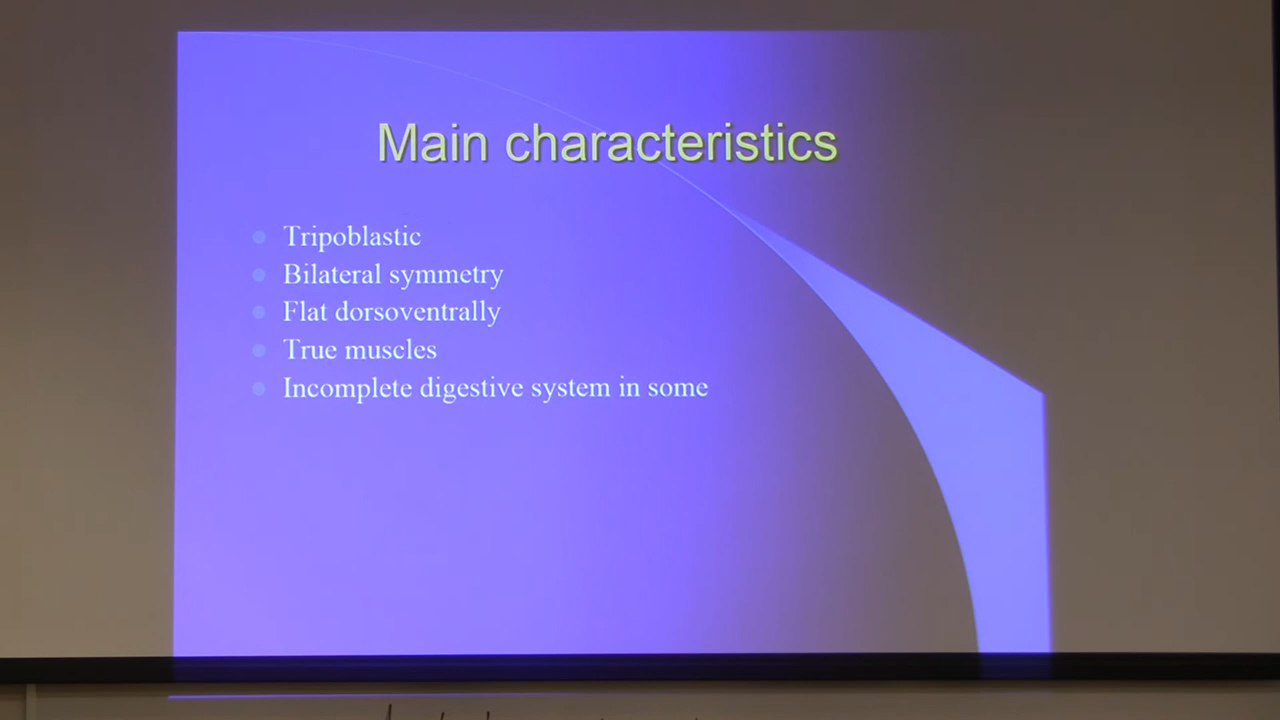 Main characteristics
Tripoblastic
Bilateral symmetry
Flat dorsoventrally
True muscles
Incomplete digestive system in some